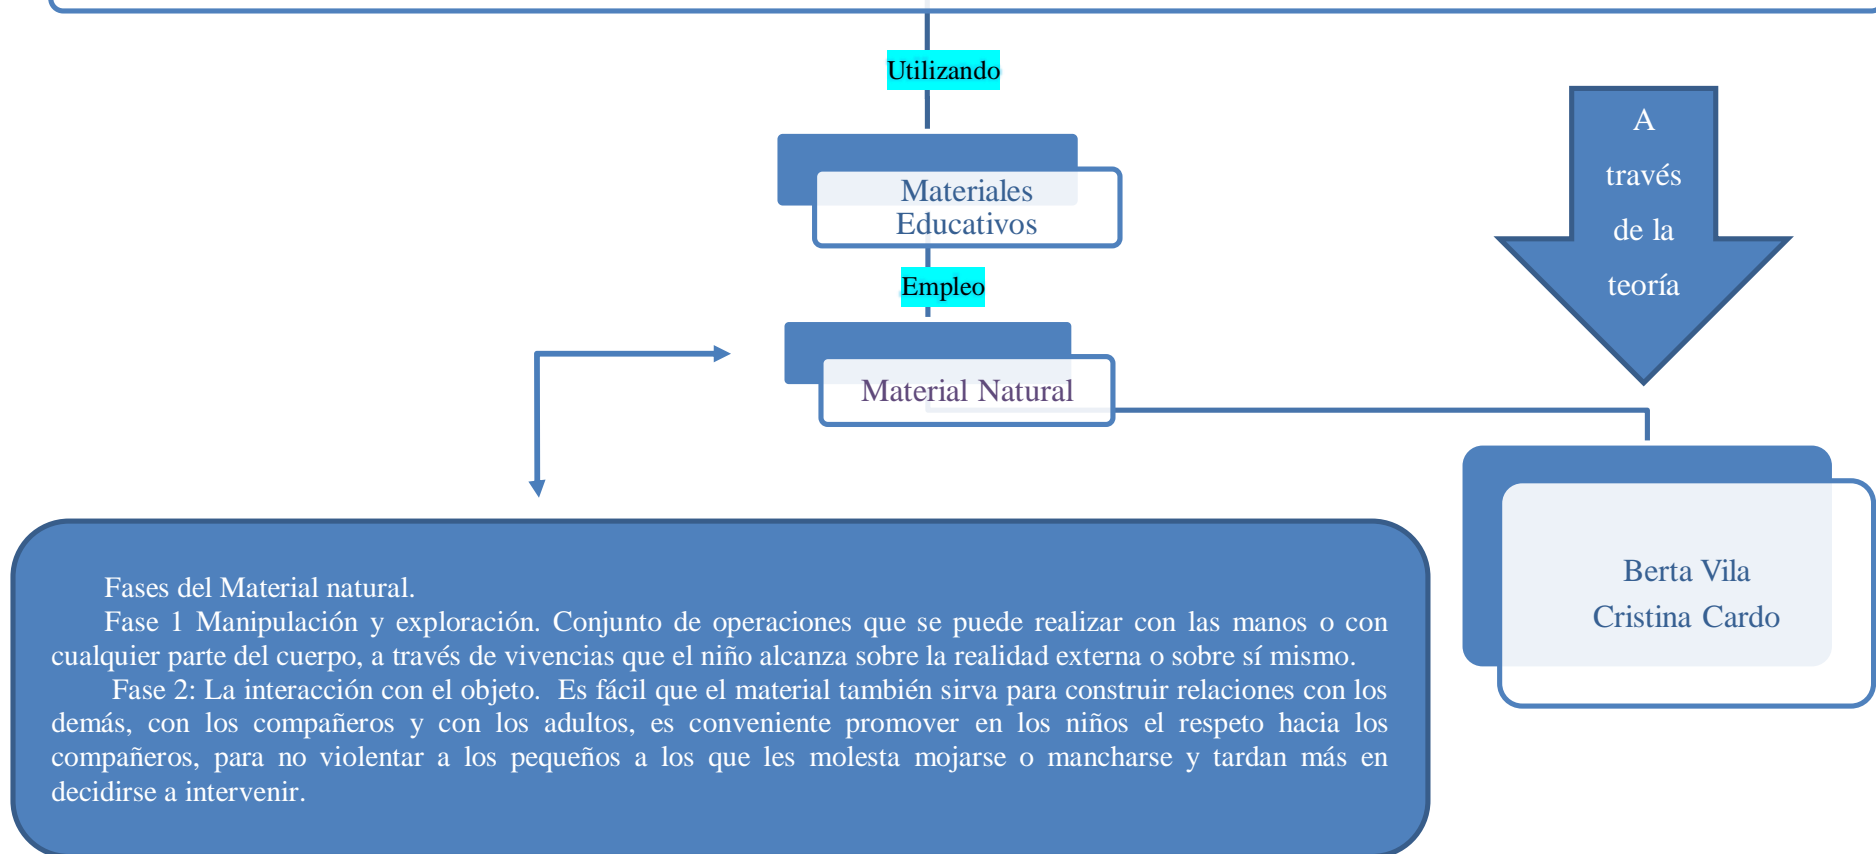 Utilizando
Materiales
Educativos
Empleo
Material Natural
A
través
de la
teoría
Berta Vila
Cristina Cardo
Fases del Material natural.
Fase 1 Manipulación y exploración. Conjunto de operaciones que se puede realizar con las manos o con
cualquier parte del cuerpo, a través de vivencias que el niño alcanza sobre la realidad externa o sobre sí mismo.
Fase 2: La interacción con el objeto. Es fácil que el material también sirva para construir relaciones con los
demás, con los compañeros y con los adultos, es conveniente promover en los niños el respeto hacia los
compañeros, para no violentar a los pequeños a los que les molesta mojarse o mancharse y tardan más en
decidirse a intervenir.